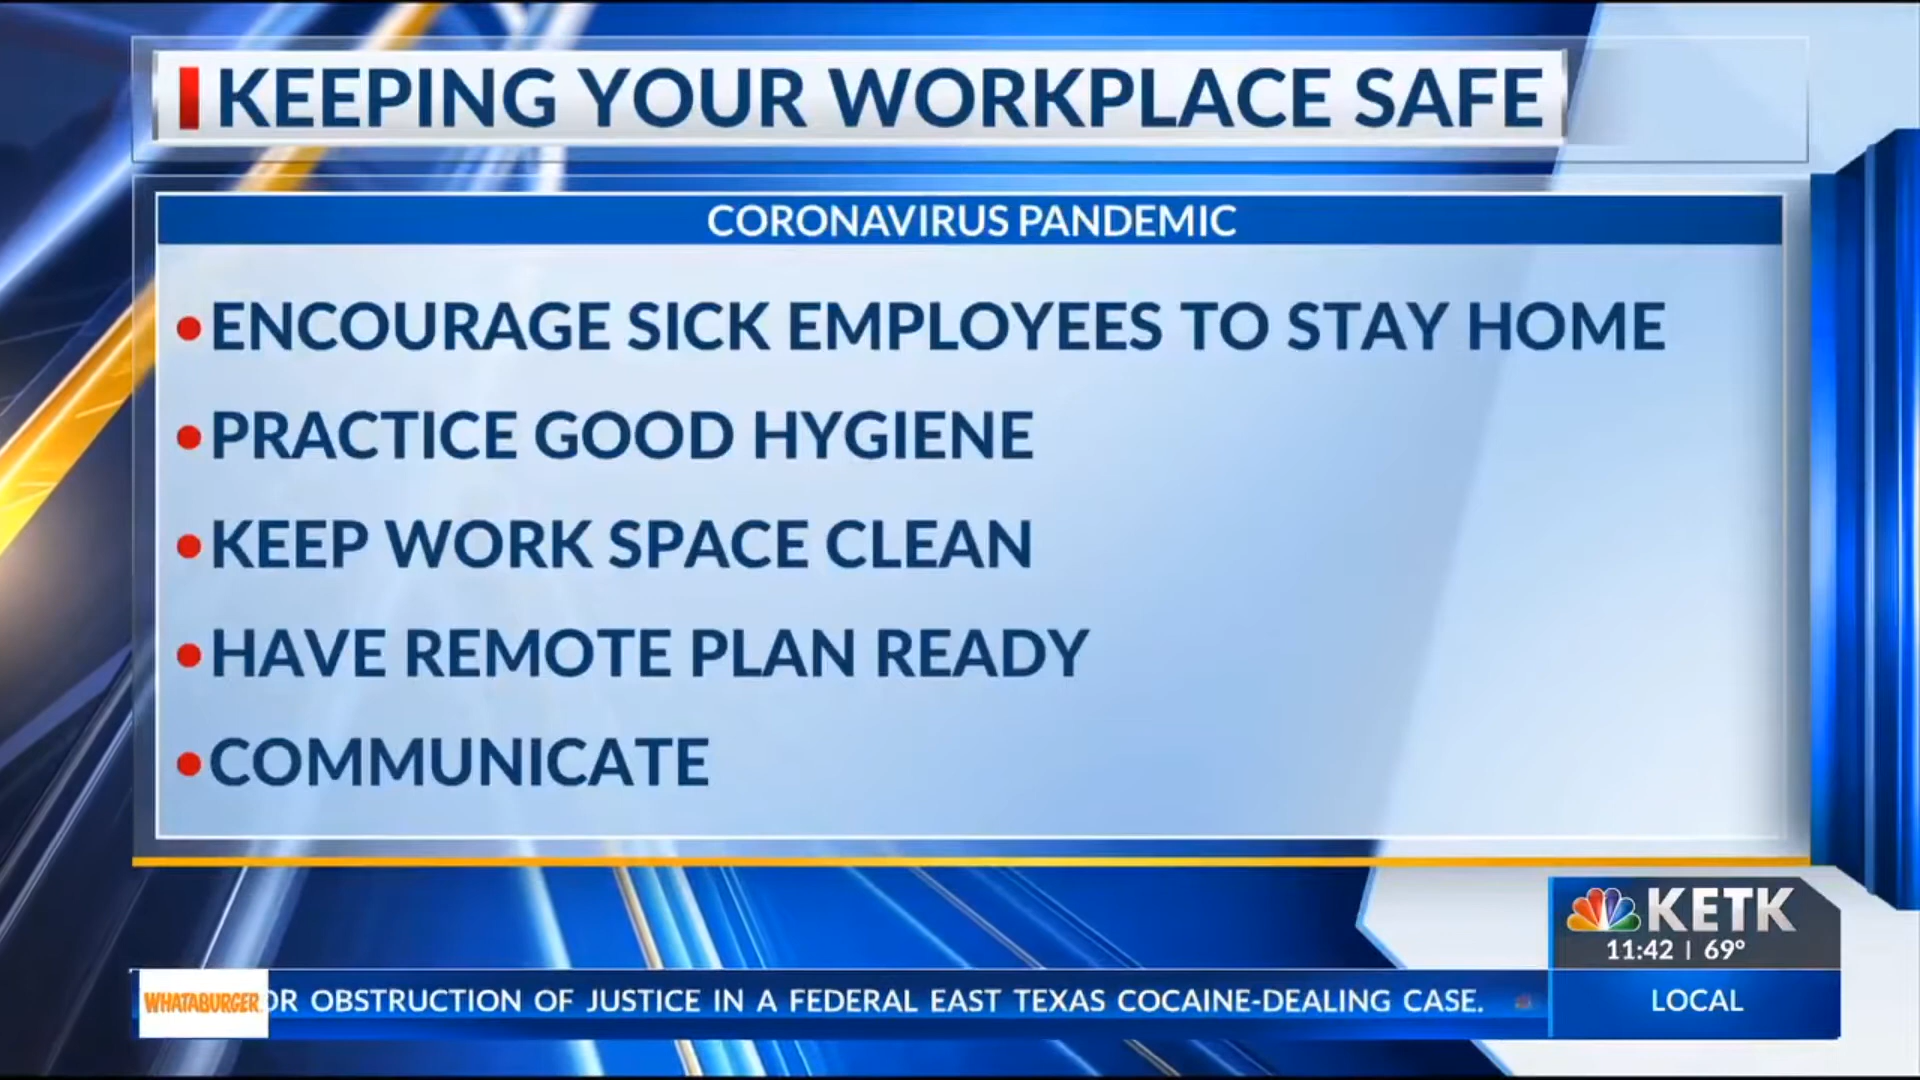 KEEPING YOUR WORKPLACE SAFE
CORONAVIRUS PANDEMIC
•ENCOURAGE SICK EMPLOYEES TO STAY HOME
•PRACTICE GOOD HYGIENE
•KEEP WORK SPACE CLEAN
•HAVE REMOTE PLAN READY
•COMMUNICATE
KETK
11:42 | 69°
WHATABURGER OR OBSTRUCTION OF JUSTICE IN A FEDERAL EAST TEXAS COCAINE-DEALING CASE.
LOCAL